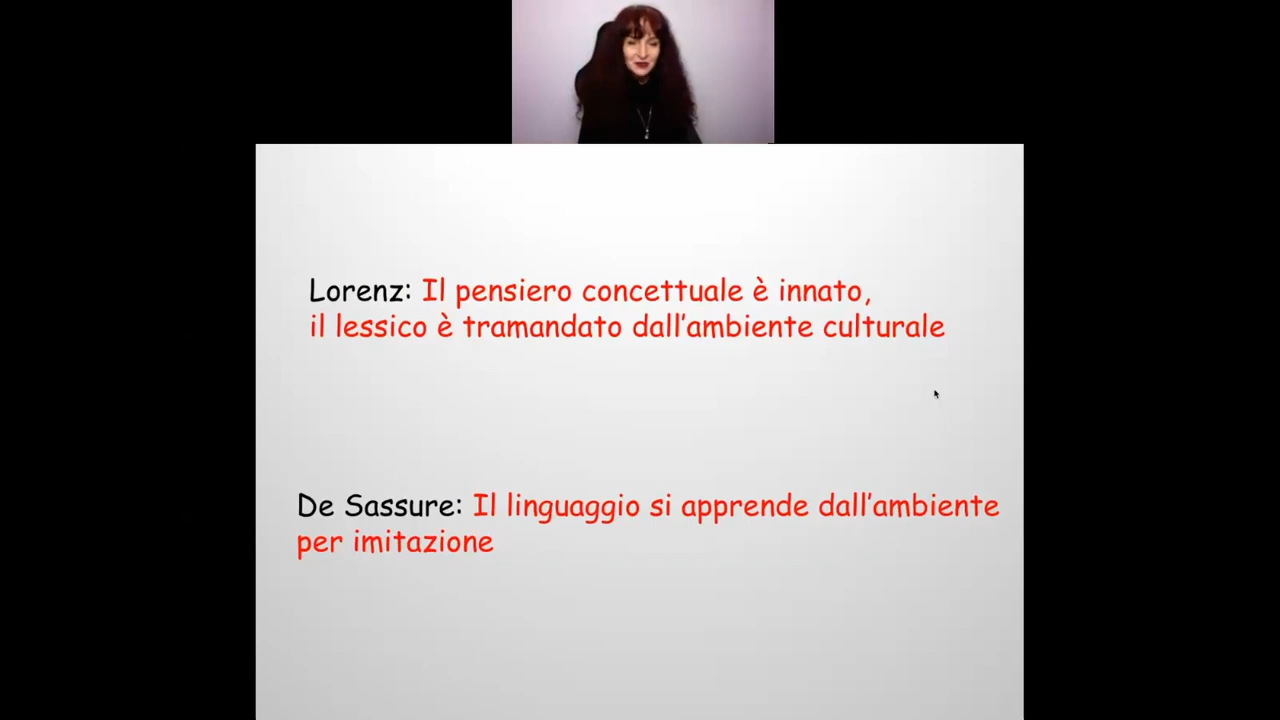 Lorenz: Il pensiero concettuale è innato,
il lessico è tramandato dall'ambiente culturale
De Sassure: Il linguaggio si apprende dall'ambiente
per imitazione